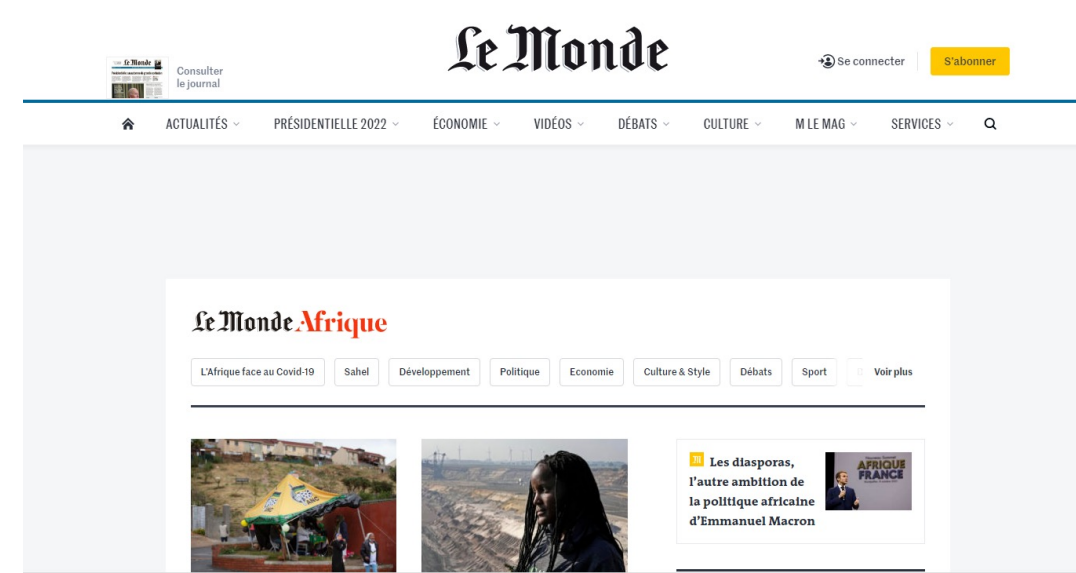 Le Monde
Le Monde
Consulter
le journal
Se connecter
S'abonner
ACTUALITÉS
PRÉSIDENTIELLE 2022
ÉCONOMIE
VIDÉOS
DÉBATS
CULTURE
M LE MAG
SERVICES
Le Monde Afrique
L'Afrique face au Covid-19
Sahel
Développement
Politique
Economie
Culture & Style
Débats
Sport
Voir plus
Les diasporas,
l'autre ambition de
la politique africaine
d'Emmanuel Macron
AFRIQUE
FRANCE